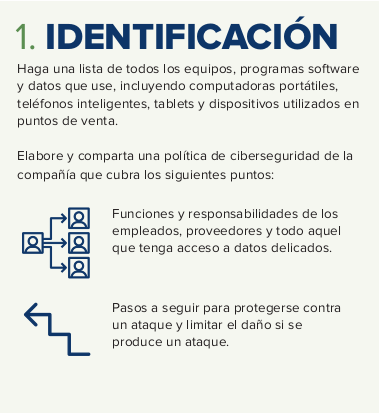 1. IDENTIFICACIÓN
Haga una lista de todos los equipos, programas software
y datos que use, incluyendo computadoras portátiles,
teléfonos inteligentes, tablets y dispositivos utilizados en
puntos de venta.
Elabore y comparta una política de ciberseguridad de la
compañía que cubra los siguientes puntos:
Funciones y responsabilidades de los
empleados, proveedores y todo aquel
que tenga acceso a datos delicados.
Pasos a seguir para protegerse contra
un ataque y limitar el daño si se
produce un ataque.